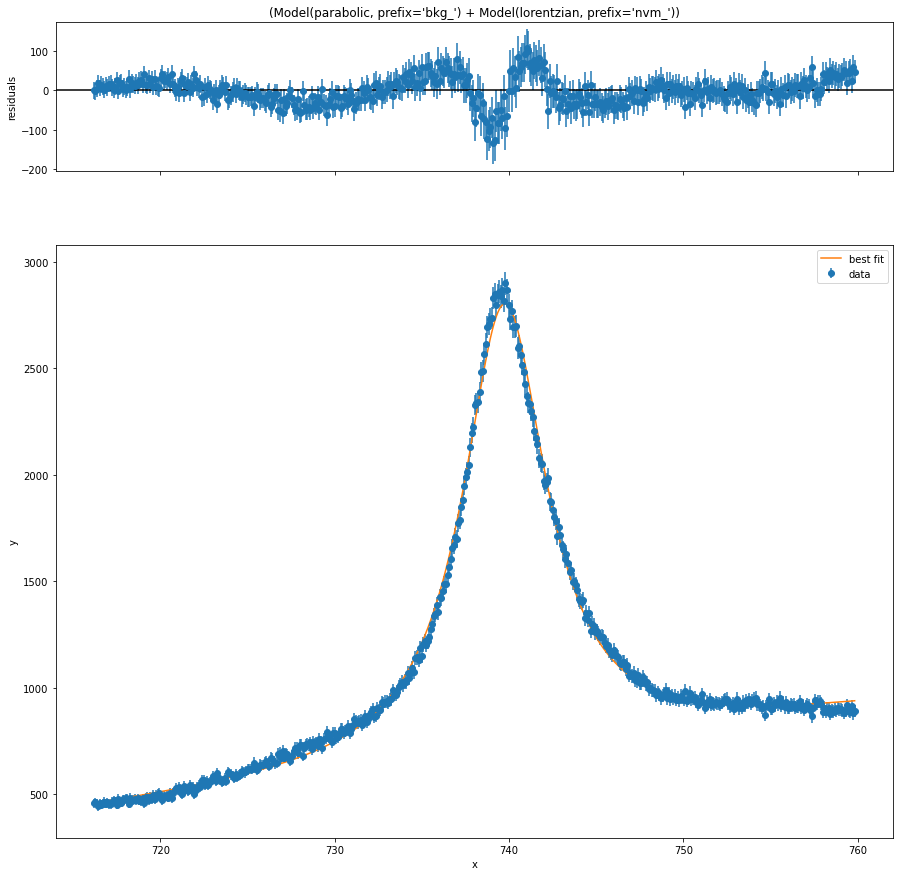 (Model(parabolic, prefix='bkg_') + Model(lorentzian, prefix='nvm_'))
100
0
−100
−200
residuals
3000
2500
2000
1500
1000
500
y
best fit
data
720
730
740
750
760
x